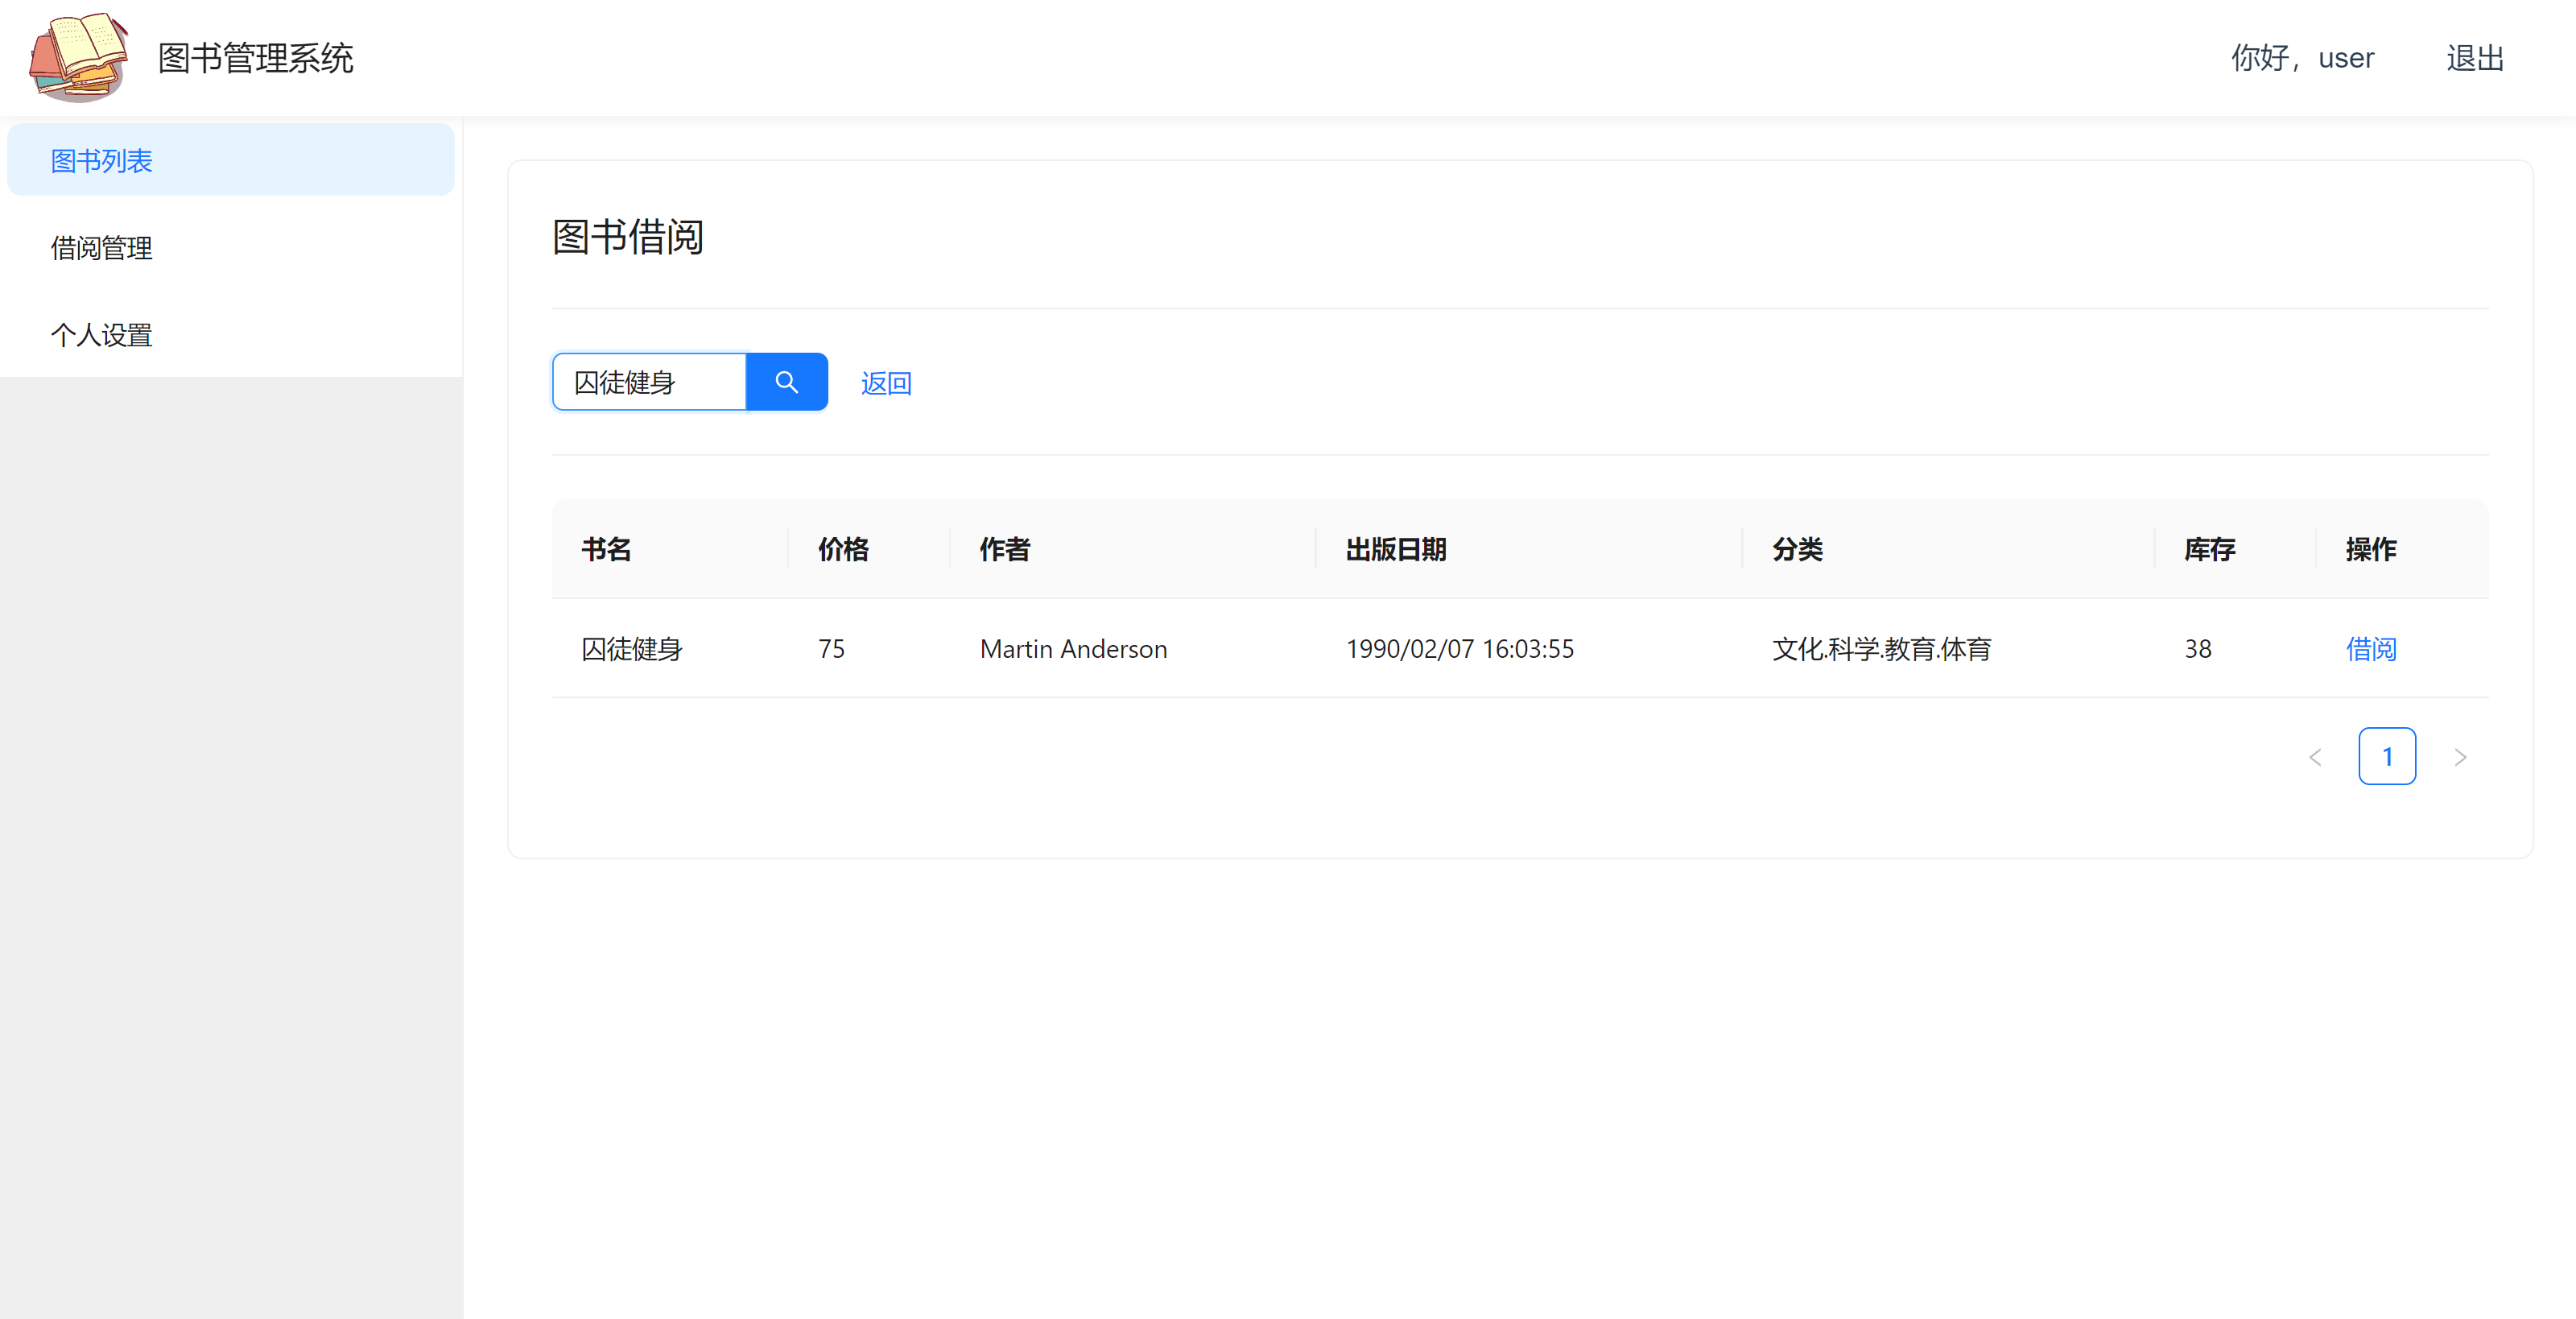 图书管理系统
你好，user
退出
图书列表
借阅管理
个人设置
图书借阅
囚徒健身
返回
书名 价格 作者 出版日期 分类 库存 操作
囚徒健身 75 Martin Anderson 1990/02/07 16:03:55 文化.科学.教育.体育 38 借阅
1